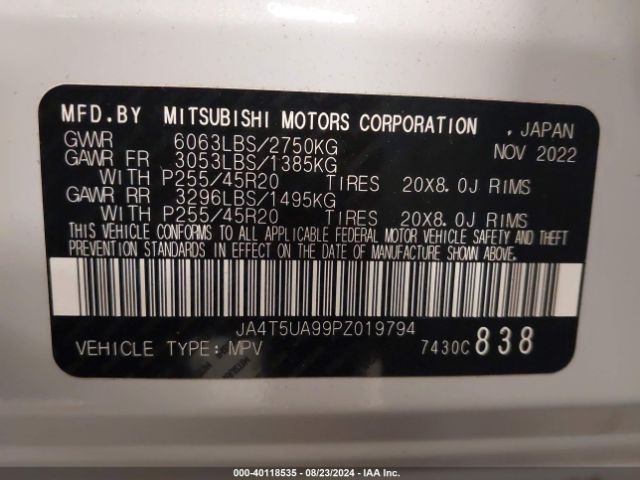 MFD.BY MITSUBISHI MOTORS CORPORATION , JAPAN
GVWR 6063LBS/2750KG NOV 2022
GAWR FR 3053LBS/1385KG
WITH P255/45R20 TIRES 20X8.0J RIMS
GAWR RR 3296LBS/1495KG
WITH P255/45R20 TIRES 20X8.0J RIMS
THIS VEHICLE CONFORMS TO ALL APPLICABLE FEDERAL MOTOR VEHICLE SAFETY AND THEFT
PREVENTION STANDARDS IN EFFECT ON THE DATE OF MANUFACTURE SHOWN ABOVE.
JA4T5UA99PZ019794
VEHICLE TYPE: MPV 7430C 838
000-40118535 - 08/23/2024 - IAA Inc.